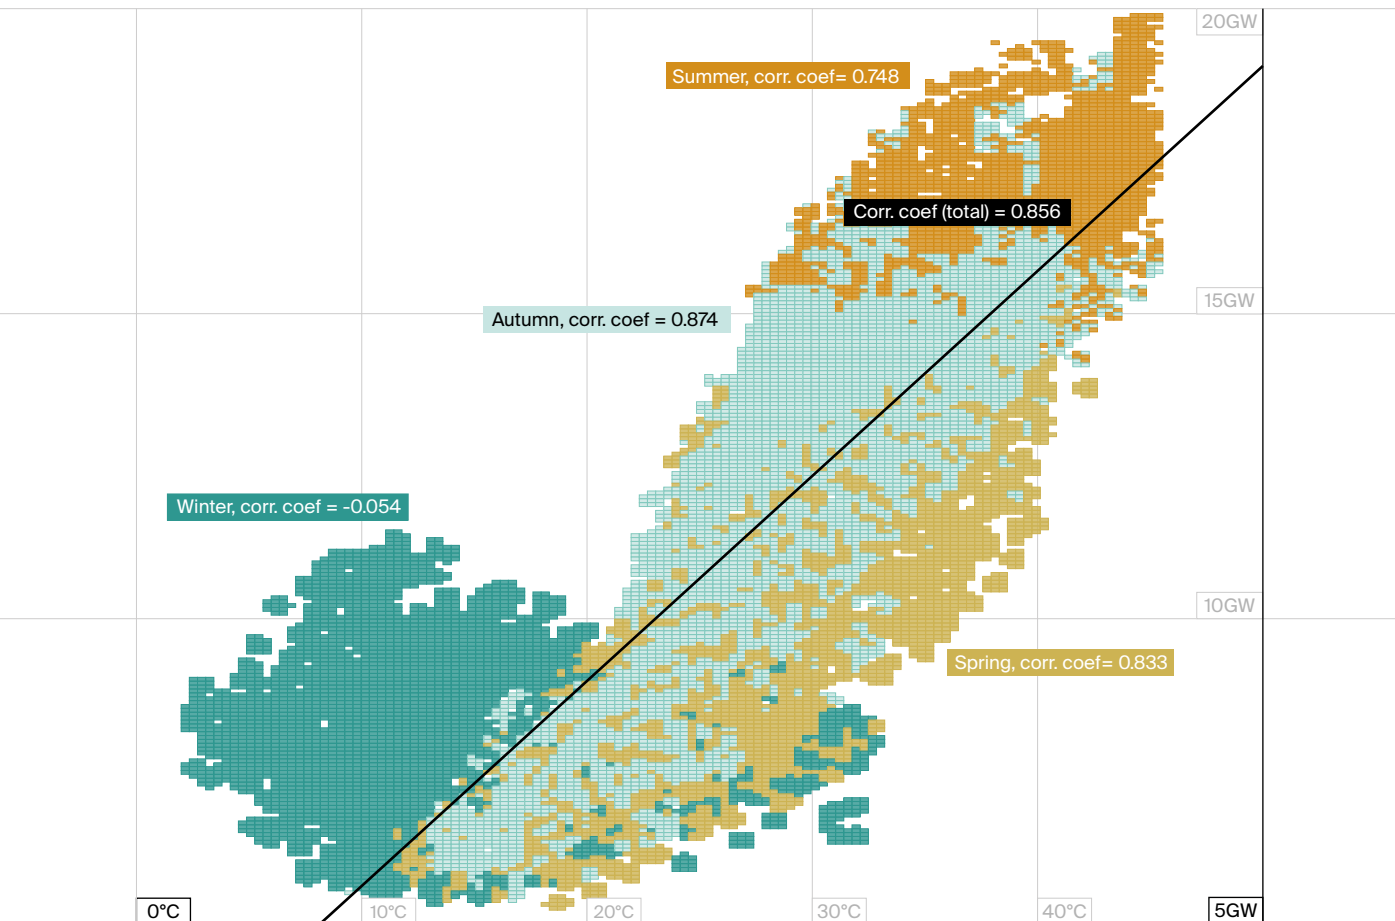 20GW
Summer, corr. coef= 0.748
Corr. coef (total) = 0.856
15GW
Autumn, corr. coef = 0.874
Winter, corr. coef = -0.054
10GW
Spring, corr. coef= 0.833
0°C
10°C
20°C
30°C
40°C
5GW